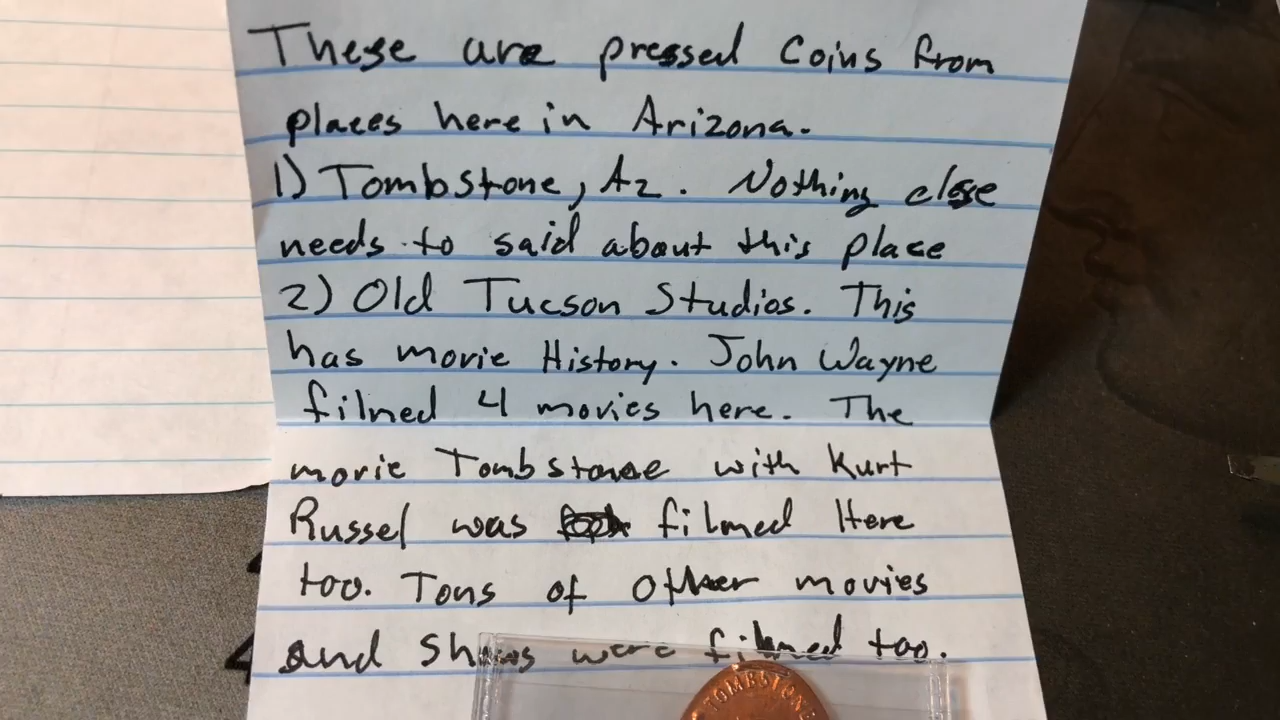 These are pressed Coins from
places here in Arizona.
1) Tombstone, Az. Nothing close
needs to said about this place
2) Old Tucson Studios. This
has movie History. John Wayne
filmed 4 movies here. The
movie Tombstone with Kurt
Russel was filmed Here
too. Tons of other movies
and shows were filmed too.
TOMBSTONE